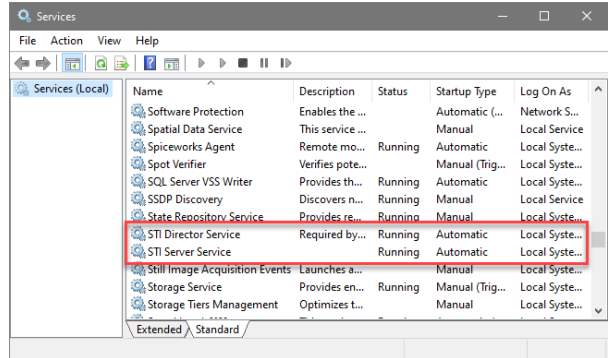 Services
File Action View Help
Services (Local)
Name Description Status Startup Type Log On As
Software Protection Enables the ... Automatic (... Network S...
Spatial Data Service This service ... Manual Local Service
Spiceworks Agent Remote mo... Running Automatic Local Syste...
Spot Verifier Verifies pote... Manual (Trig... Local Syste...
SQL Server VSS Writer Provides th... Running Automatic Local Syste...
SSDP Discovery Discovers n... Running Manual Local Service
State Repository Service Provides re... Running Manual Local Syste...
STI Director Service Required by... Running Automatic Local Syste...
STI Server Service Running Automatic Local Syste...
Still Image Acquisition Events Launches a... Manual Local Syste...
Storage Service Provides en... Running Manual (Trig... Local Syste...
Storage Tiers Management Optimizes t... Manual Local Syste...
Extended Standard